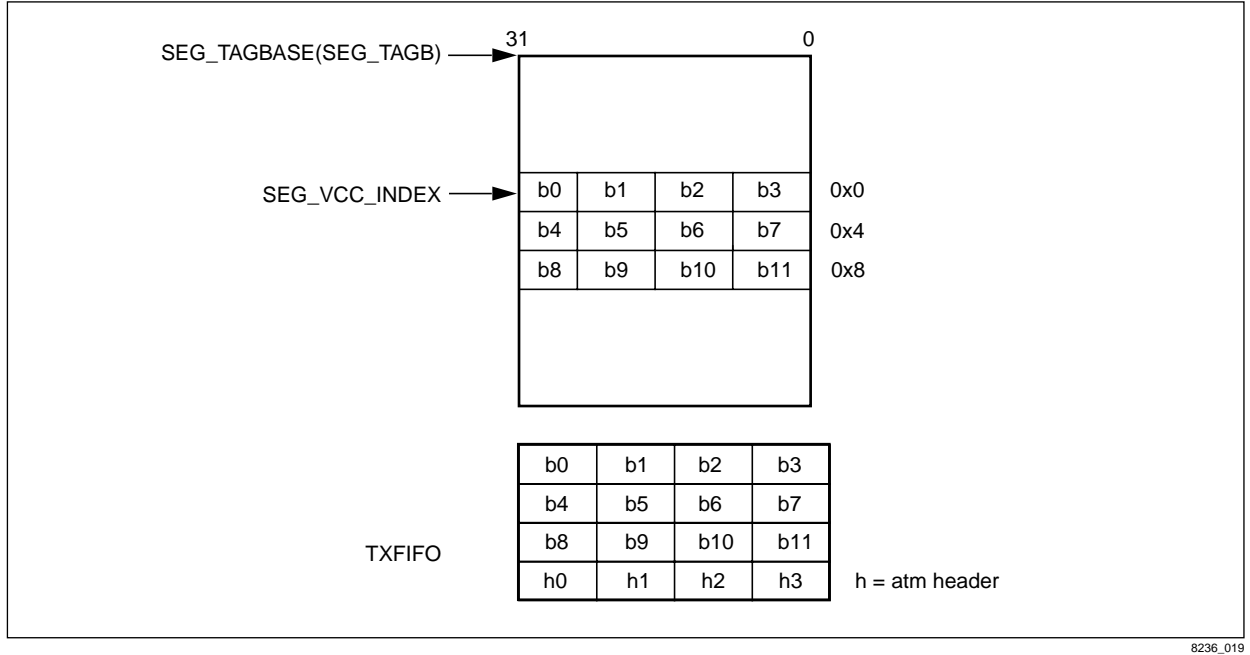 31 0
SEG_TAGBASE(SEG_TAGB)
SEG_VCC_INDEX b0 b1 b2 b3 0x0
b4 b5 b6 b7 0x4
b8 b9 b10 b11 0x8
b0 b1 b2 b3
b4 b5 b6 b7
b8 b9 b10 b11
TXFIFO
h0 h1 h2 h3 h = atm header
8236_019